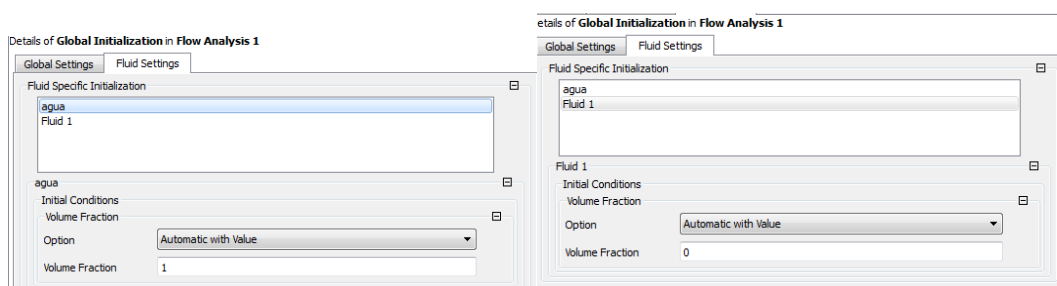 Details of Global Initialization in Flow Analysis 1
Global Settings Fluid Settings
Fluid Specific Initialization
agua
Fluid 1
agua
Initial Conditions
Volume Fraction
Option Automatic with Value
Volume Fraction 1
etails of Global Initialization in Flow Analysis 1
Global Settings Fluid Settings
Fluid Specific Initialization
agua
Fluid 1
Fluid 1
Initial Conditions
Volume Fraction
Option Automatic with Value
Volume Fraction 0